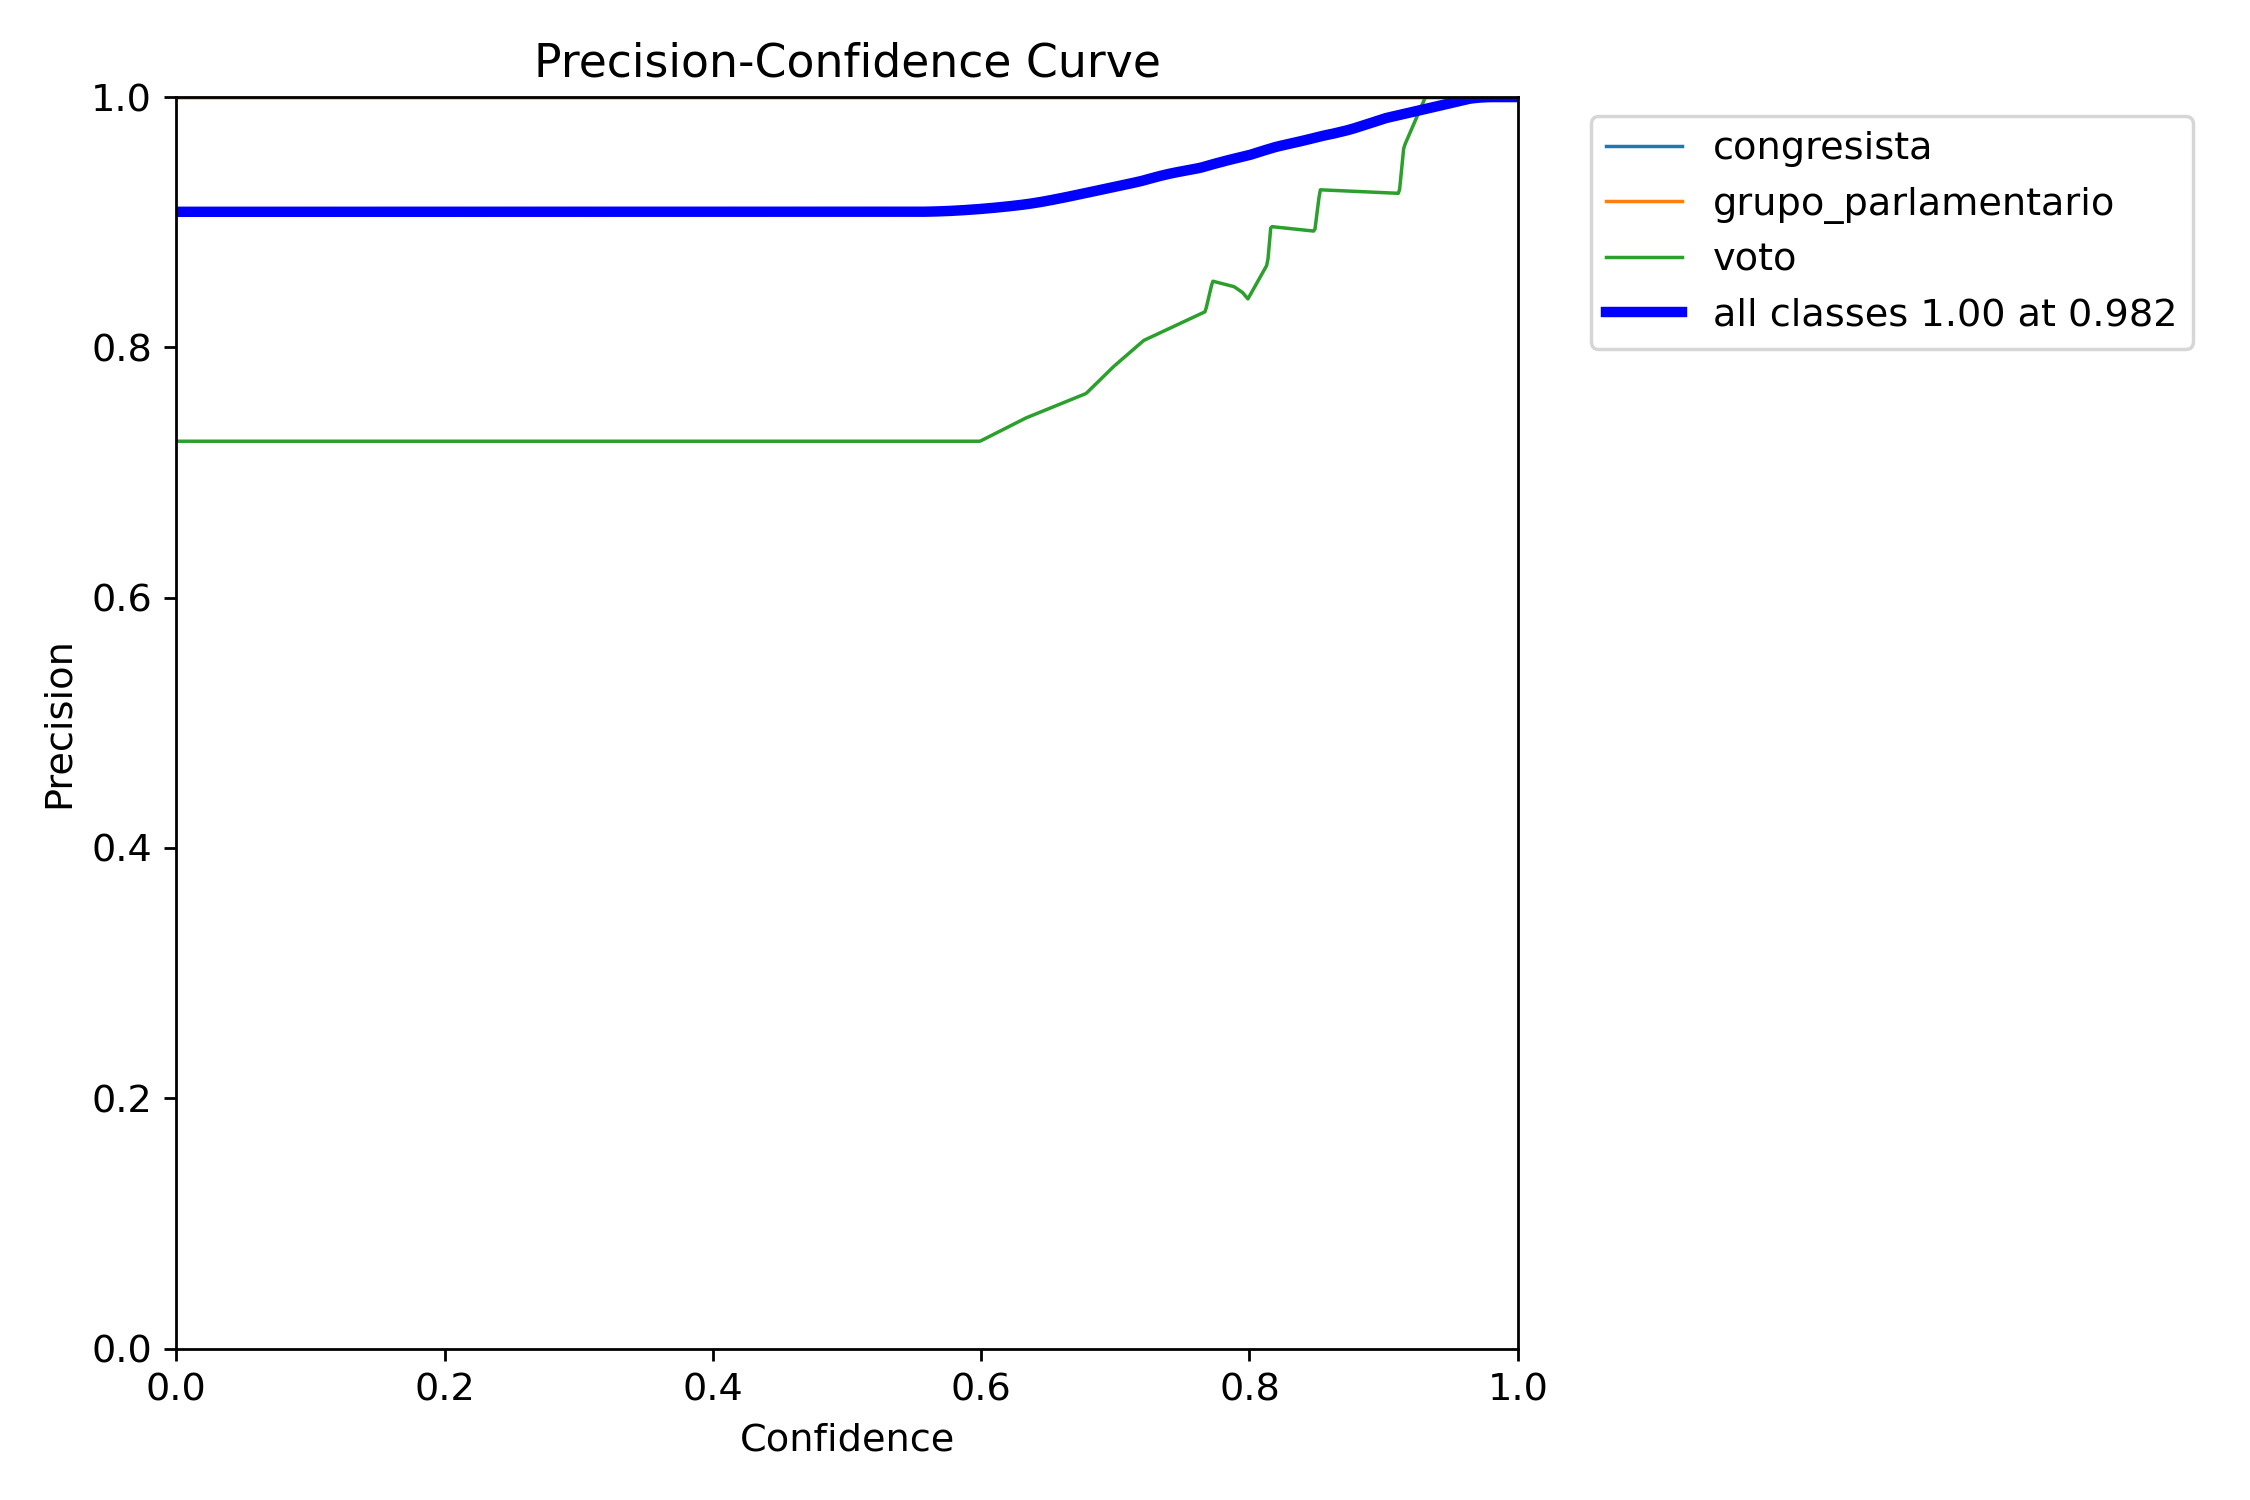 Precision-Confidence Curve
1.0
0.8
0.6
0.4
0.2
0.0
Precision
0.0 0.2 0.4 0.6 0.8 1.0
Confidence
congresista
grupo_parlamentario
voto
all classes 1.00 at 0.982